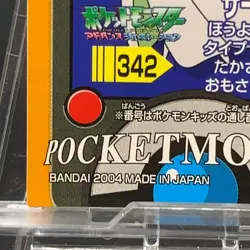 ポケットモンスター
アドバンスジェネレーション
サー
ほうよ
タイプ
たかさ
おもさ
342
ばんごう
※番号はポケモンキッズの通し番
POCKETMO
BANDAI 2004 MADE IN JAPAN